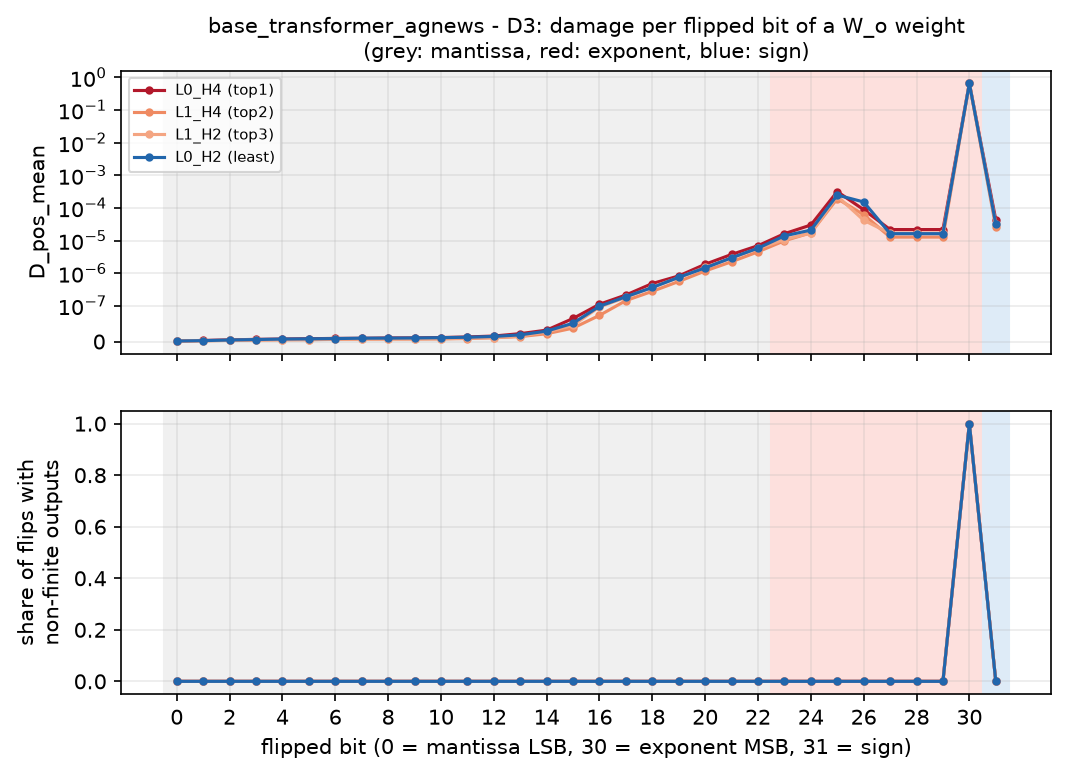 base_transformer_agnews - D3: damage per flipped bit of a W_o weight
(grey: mantissa, red: exponent, blue: sign)
D_pos_mean
10^0
10^-1
10^-2
10^-3
10^-4
10^-5
10^-6
10^-7
0
L0_H4 (top1)
L1_H4 (top2)
L1_H2 (top3)
L0_H2 (least)
share of flips with
non-finite outputs
1.0
0.8
0.6
0.4
0.2
0.0
0 2 4 6 8 10 12 14 16 18 20 22 24 26 28 30
flipped bit (0 = mantissa LSB, 30 = exponent MSB, 31 = sign)